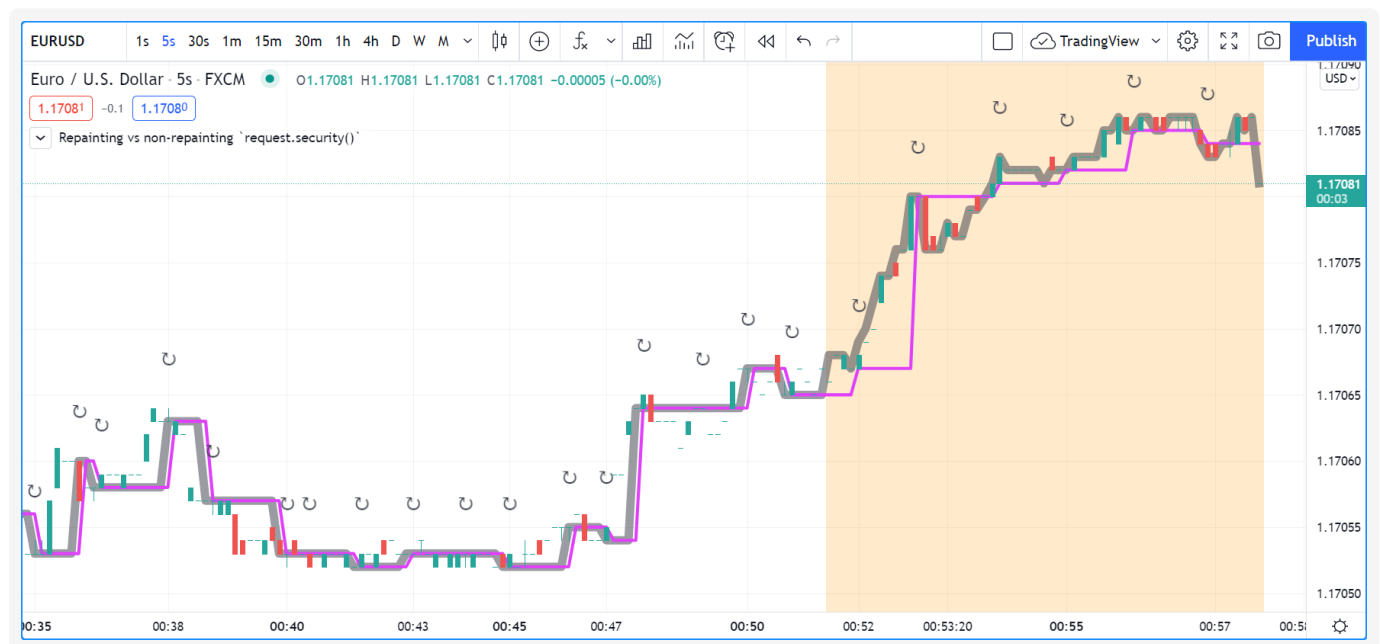 EURUSD 1s 5s 30s 1m 15m 30m 1h 4h D W M TradingView Publish
Euro / U.S. Dollar · 5s · FXCM O1.17081 H1.17081 L1.17081 C1.17081 −0.00005 (−0.00%)
1.17081 −0.1 1.17080
Repainting vs non-repainting `request.security()`
1.17090
USD
1.17085
1.17081
00:03
1.17075
1.17070
1.17065
1.17060
1.17055
1.17050
00:35 00:38 00:40 00:43 00:45 00:47 00:50 00:52 00:53:20 00:55 00:57